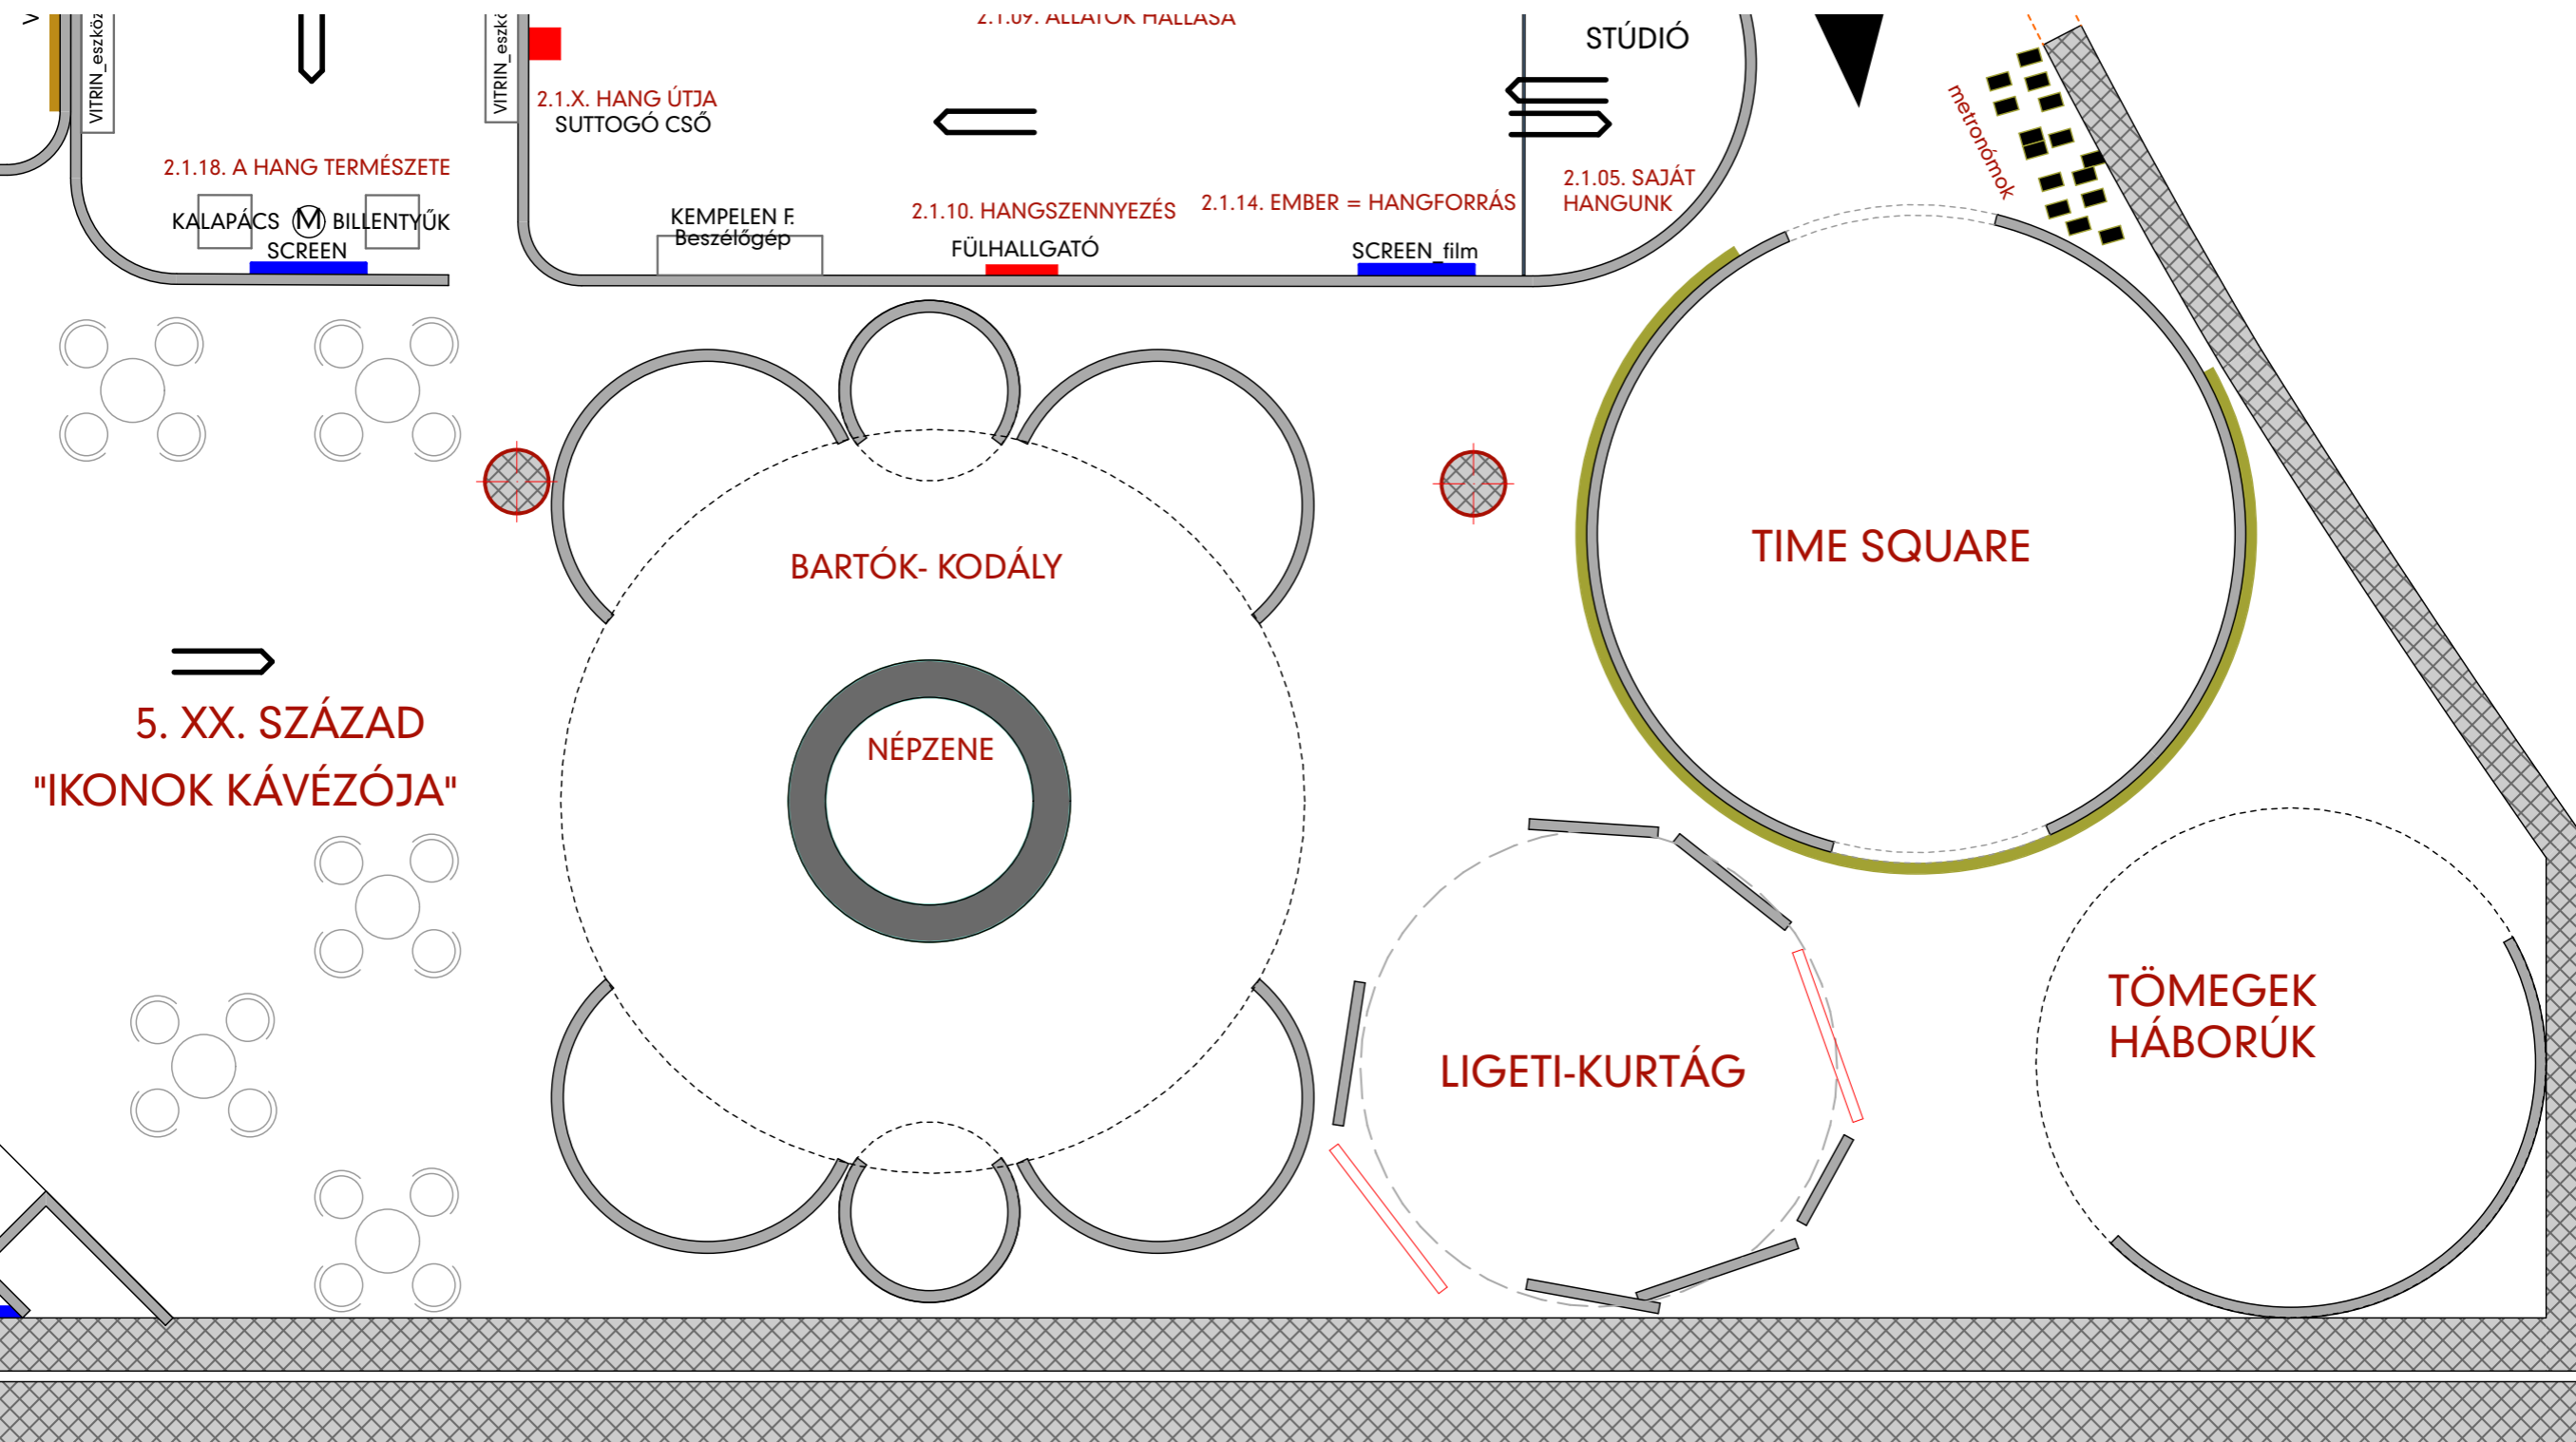 2.1.09. ÁLLATOK HALLÁSA
STÚDIÓ
2.1.X. HANG ÚTJA
SUTTOGÓ CSŐ
metronómok
2.1.18. A HANG TERMÉSZETE
KALAPÁCS M BILLENTYŰK
SCREEN
KEMPELEN F.
Beszélőgép
2.1.10. HANGSZENNYEZÉS
FÜLHALLGATÓ
2.1.14. EMBER = HANGFORRÁS
SCREEN_film
2.1.05. SAJÁT
HANGUNK
VITRIN_eszköz
VITRIN_eszkö
BARTÓK- KODÁLY
TIME SQUARE
NÉPZENE
5. XX. SZÁZAD
"IKONOK KÁVÉZÓJA"
LIGETI-KURTÁG
TÖMEGEK
HÁBORÚK